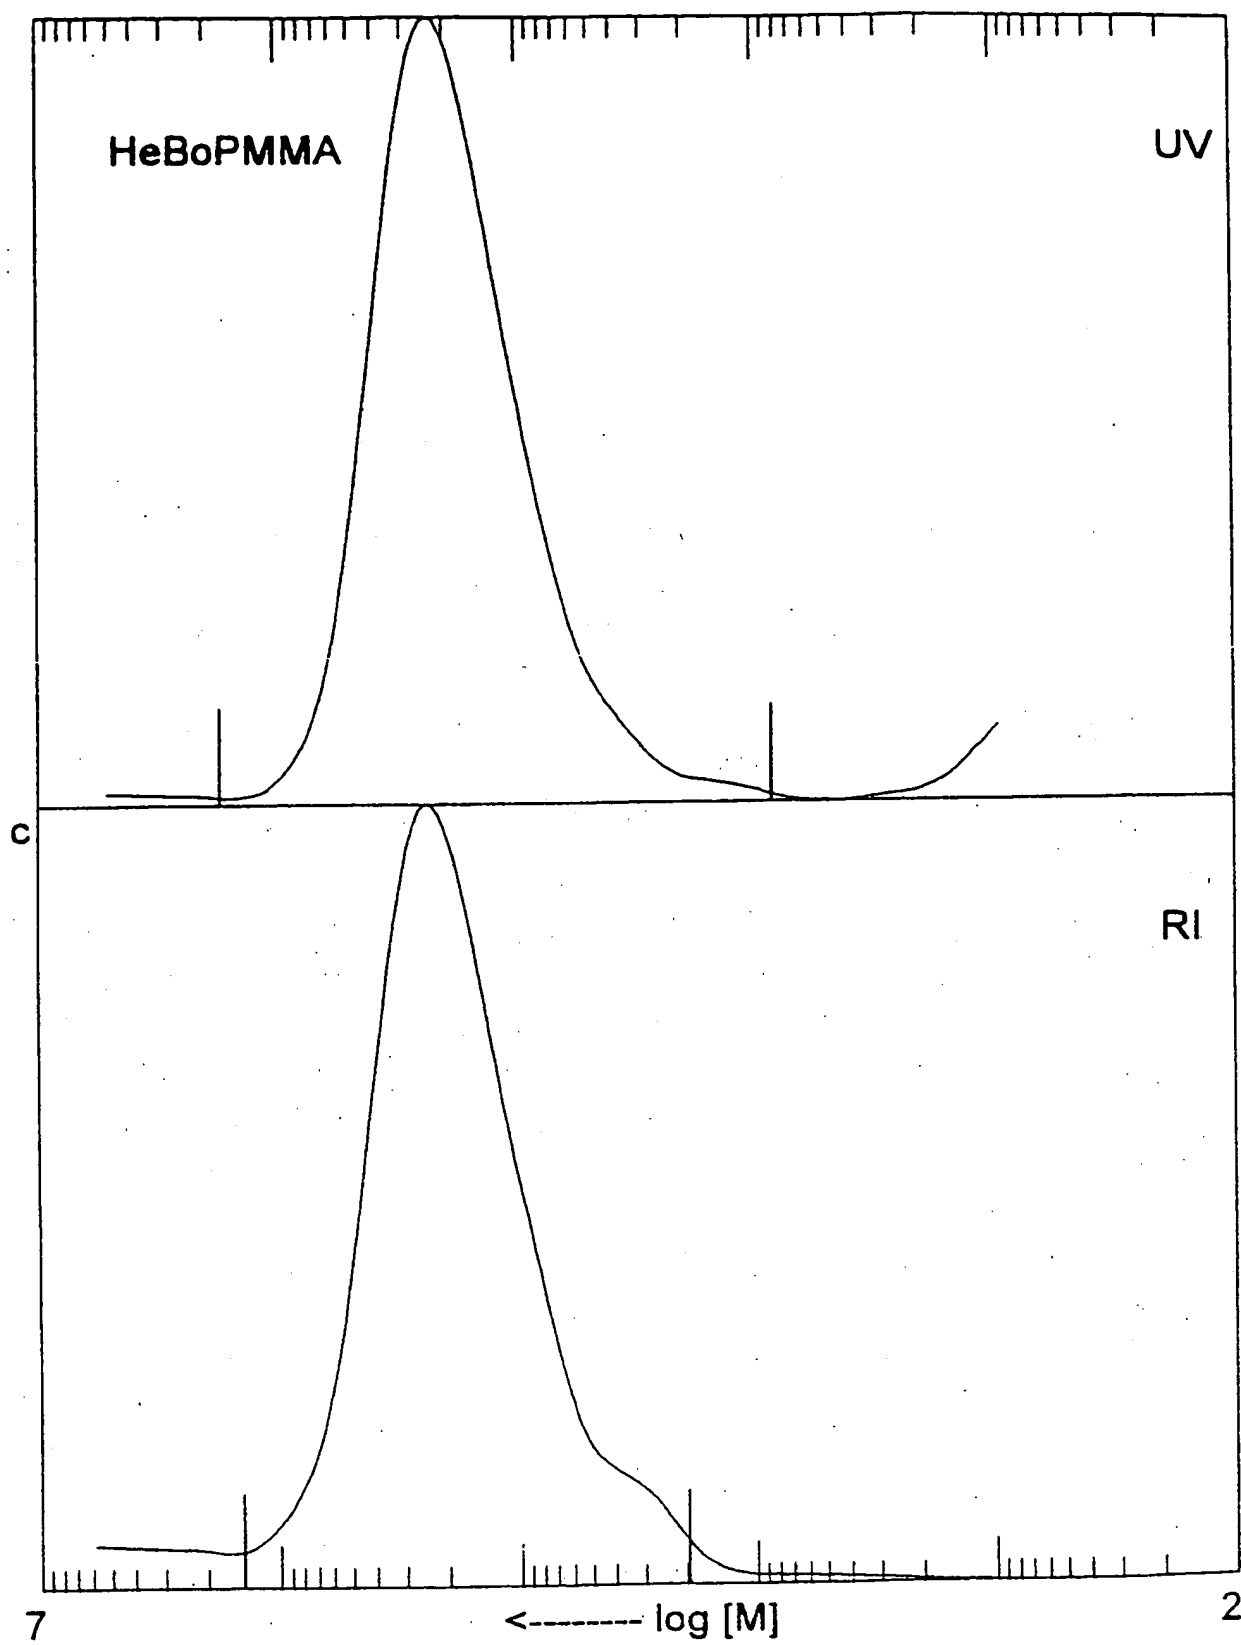 HeBoPMMA
UV
C
RI
7
<-------- log [M]
2